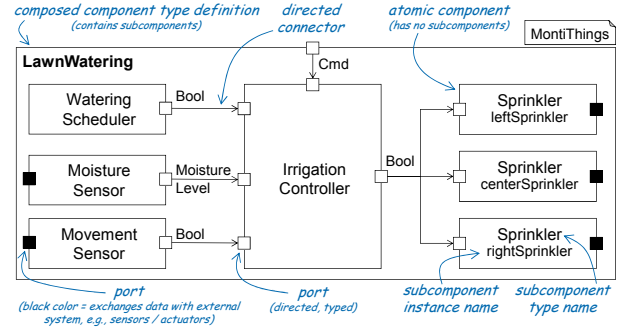 composed component type definition
(contains subcomponents)
directed
connector
atomic component
(has no subcomponents)
MontiThings
LawnWatering
Cmd
Watering
Scheduler
Bool
Sprinkler
leftSprinkler
Moisture
Sensor
Moisture
Level
Irrigation
Controller
Bool
Sprinkler
centerSprinkler
Movement
Sensor
Bool
Sprinkler
rightSprinkler
port
(black color = exchanges data with external
system, e.g., sensors / actuators)
port
(directed, typed)
subcomponent
instance name
subcomponent
type name